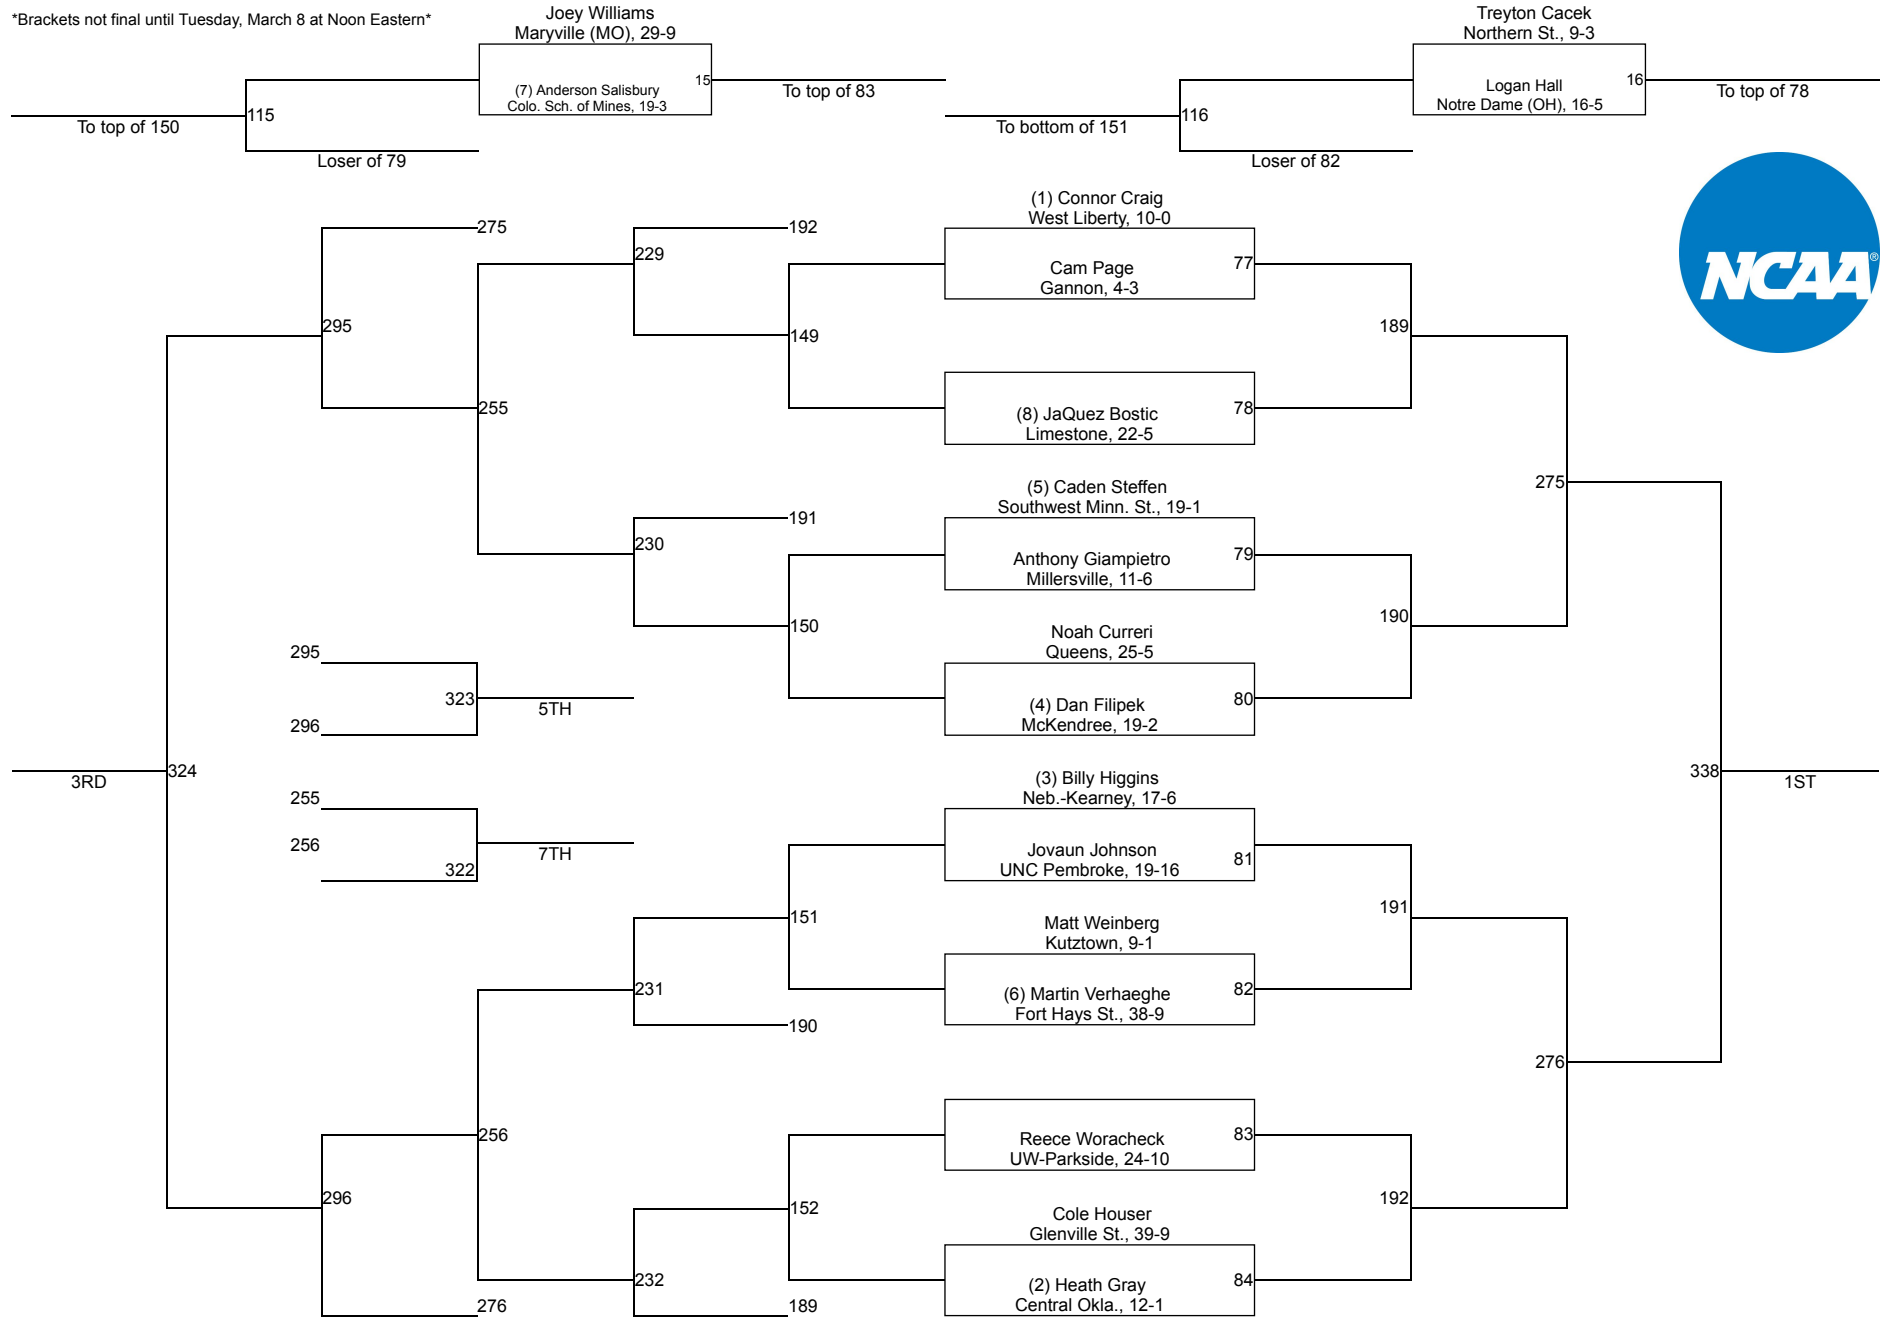 *Brackets not final until Tuesday, March 8 at Noon Eastern*
Joey Williams
Maryville (MO), 29-9
(7) Anderson Salisbury
Colo. Sch. of Mines, 19-3
15
To top of 83
115
To top of 150
Loser of 79
Treyton Cacek
Northern St., 9-3
Logan Hall
Notre Dame (OH), 16-5
16
To top of 78
116
To bottom of 151
Loser of 82
NCAA®
(1) Connor Craig
West Liberty, 10-0
Cam Page
Gannon, 4-3
77
275
192
229
149
295
189
(8) JaQuez Bostic
Limestone, 22-5
78
255
(5) Caden Steffen
Southwest Minn. St., 19-1
275
191
230
Anthony Giampietro
Millersville, 11-6
79
150
190
Noah Curreri
Queens, 25-5
(4) Dan Filipek
McKendree, 19-2
80
295
323
5TH
296
3RD
324
338
1ST
255
256
322
7TH
(3) Billy Higgins
Neb.-Kearney, 17-6
Jovaun Johnson
UNC Pembroke, 19-16
81
151
191
Matt Weinberg
Kutztown, 9-1
(6) Martin Verhaeghe
Fort Hays St., 38-9
82
231
190
276
256
Reece Woracheck
UW-Parkside, 24-10
83
296
152
192
Cole Houser
Glenville St., 39-9
(2) Heath Gray
Central Okla., 12-1
84
232
276
189